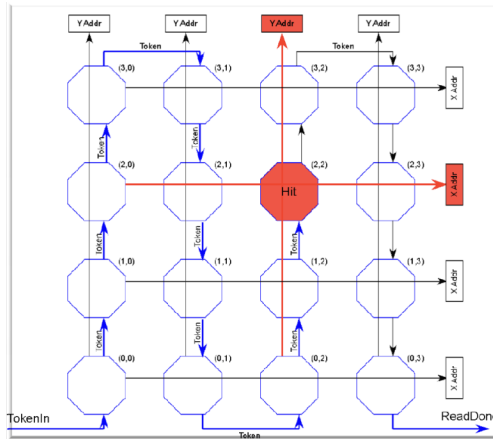 Y Addr
Y Addr
Y Addr
Y Addr
Token
Token
(3,0)
(3,1)
(3,2)
(3,3)
X Addr
Token
Token
(2,0)
(2,1)
(2,2)
(2,3)
Hit
X Addr
Token
Token
Token
(1,0)
(1,1)
(1,2)
(1,3)
X Addr
Token
Token
Token
(0,0)
(0,1)
(0,2)
(0,3)
X Addr
TokenIn
ReadDone
Token